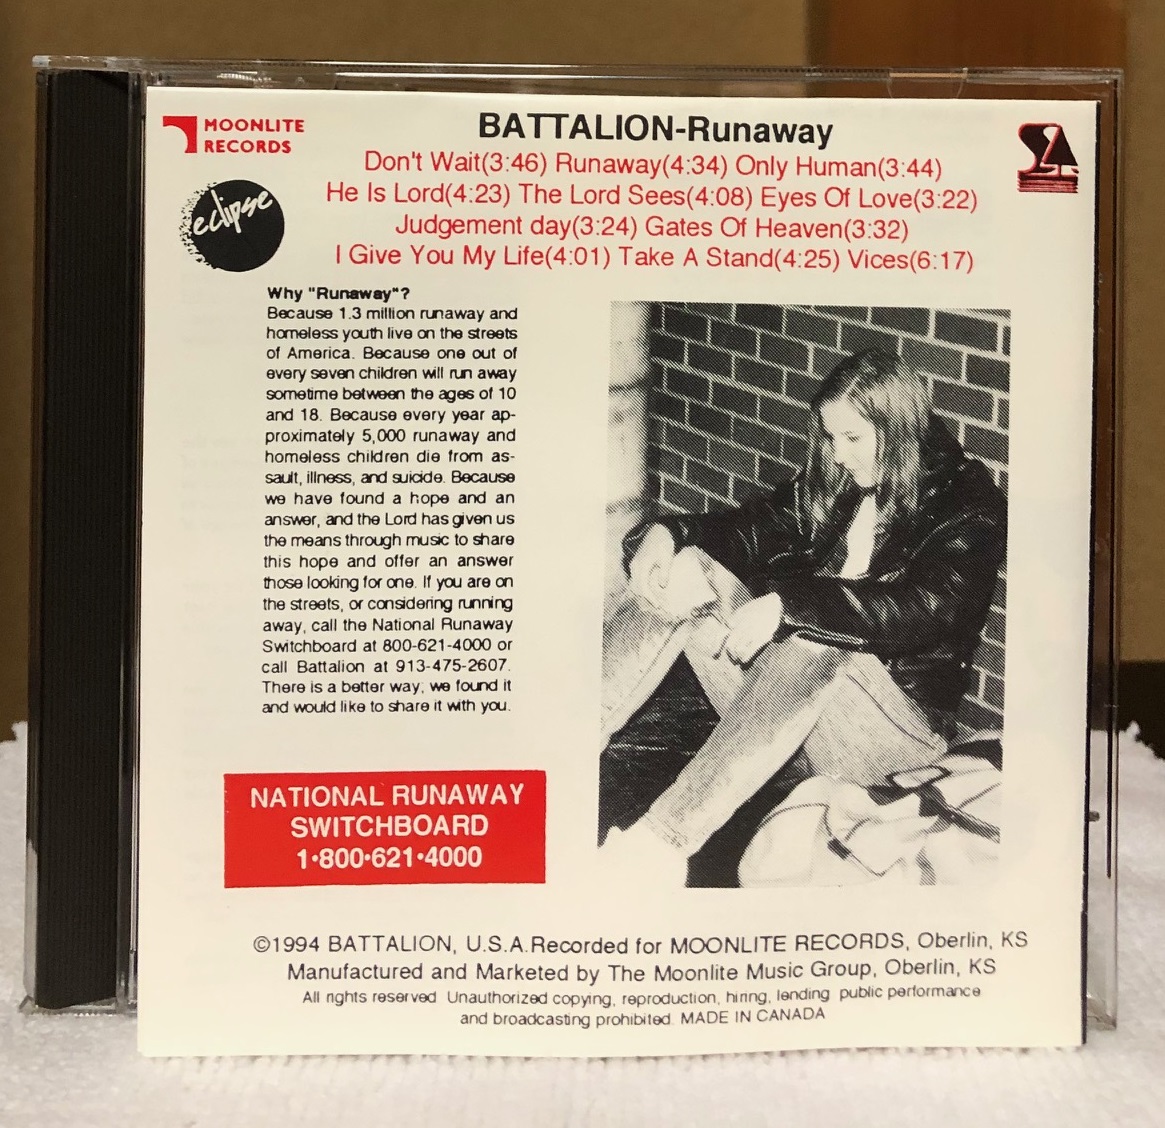 MOONLITE
RECORDS
eclipse
BATTALION-Runaway
Don't Wait(3:46) Runaway(4:34) Only Human(3:44)
He Is Lord(4:23) The Lord Sees(4:08) Eyes Of Love(3:22)
Judgement day(3:24) Gates Of Heaven(3:32)
I Give You My Life(4:01) Take A Stand(4:25) Vices(6:17)
Why "Runaway"?
Because 1.3 million runaway and
homeless youth live on the streets
of America. Because one out of
every seven children will run away
sometime between the ages of 10
and 18. Because every year ap-
proximately 5,000 runaway and
homeless children die from as-
sault, illness, and suicide. Because
we have found a hope and an
answer, and the Lord has given us
the means through music to share
this hope and offer an answer
those looking for one. If you are on
the streets, or considering running
away, call the National Runaway
Switchboard at 800-621-4000 or
call Battalion at 913-475-2607.
There is a better way; we found it
and would like to share it with you.
NATIONAL RUNAWAY
SWITCHBOARD
1•800•621•4000
©1994 BATTALION, U.S.A.Recorded for MOONLITE RECORDS, Oberlin, KS
Manufactured and Marketed by The Moonlite Music Group, Oberlin, KS
All rights reserved Unauthorized copying, reproduction, hiring, lending public performance
and broadcasting prohibited. MADE IN CANADA